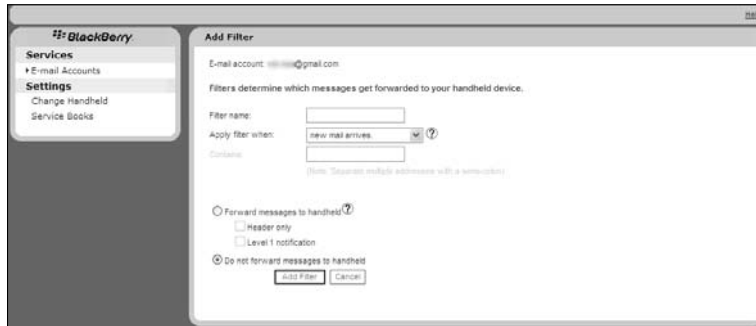 BlackBerry
Services
E-mail Accounts
Settings
Change Handheld
Service Books
Add Filter
E-mail account: @gmail.com
Filters determine which messages get forwarded to your handheld device.
Filter name:
Apply filter when: new mail arrives.
Contains:
(Note: Separate multiple addresses with a semi-colon)
Forward messages to handheld
Header only
Level 1 notification
Do not forward messages to handheld
Add Filter Cancel